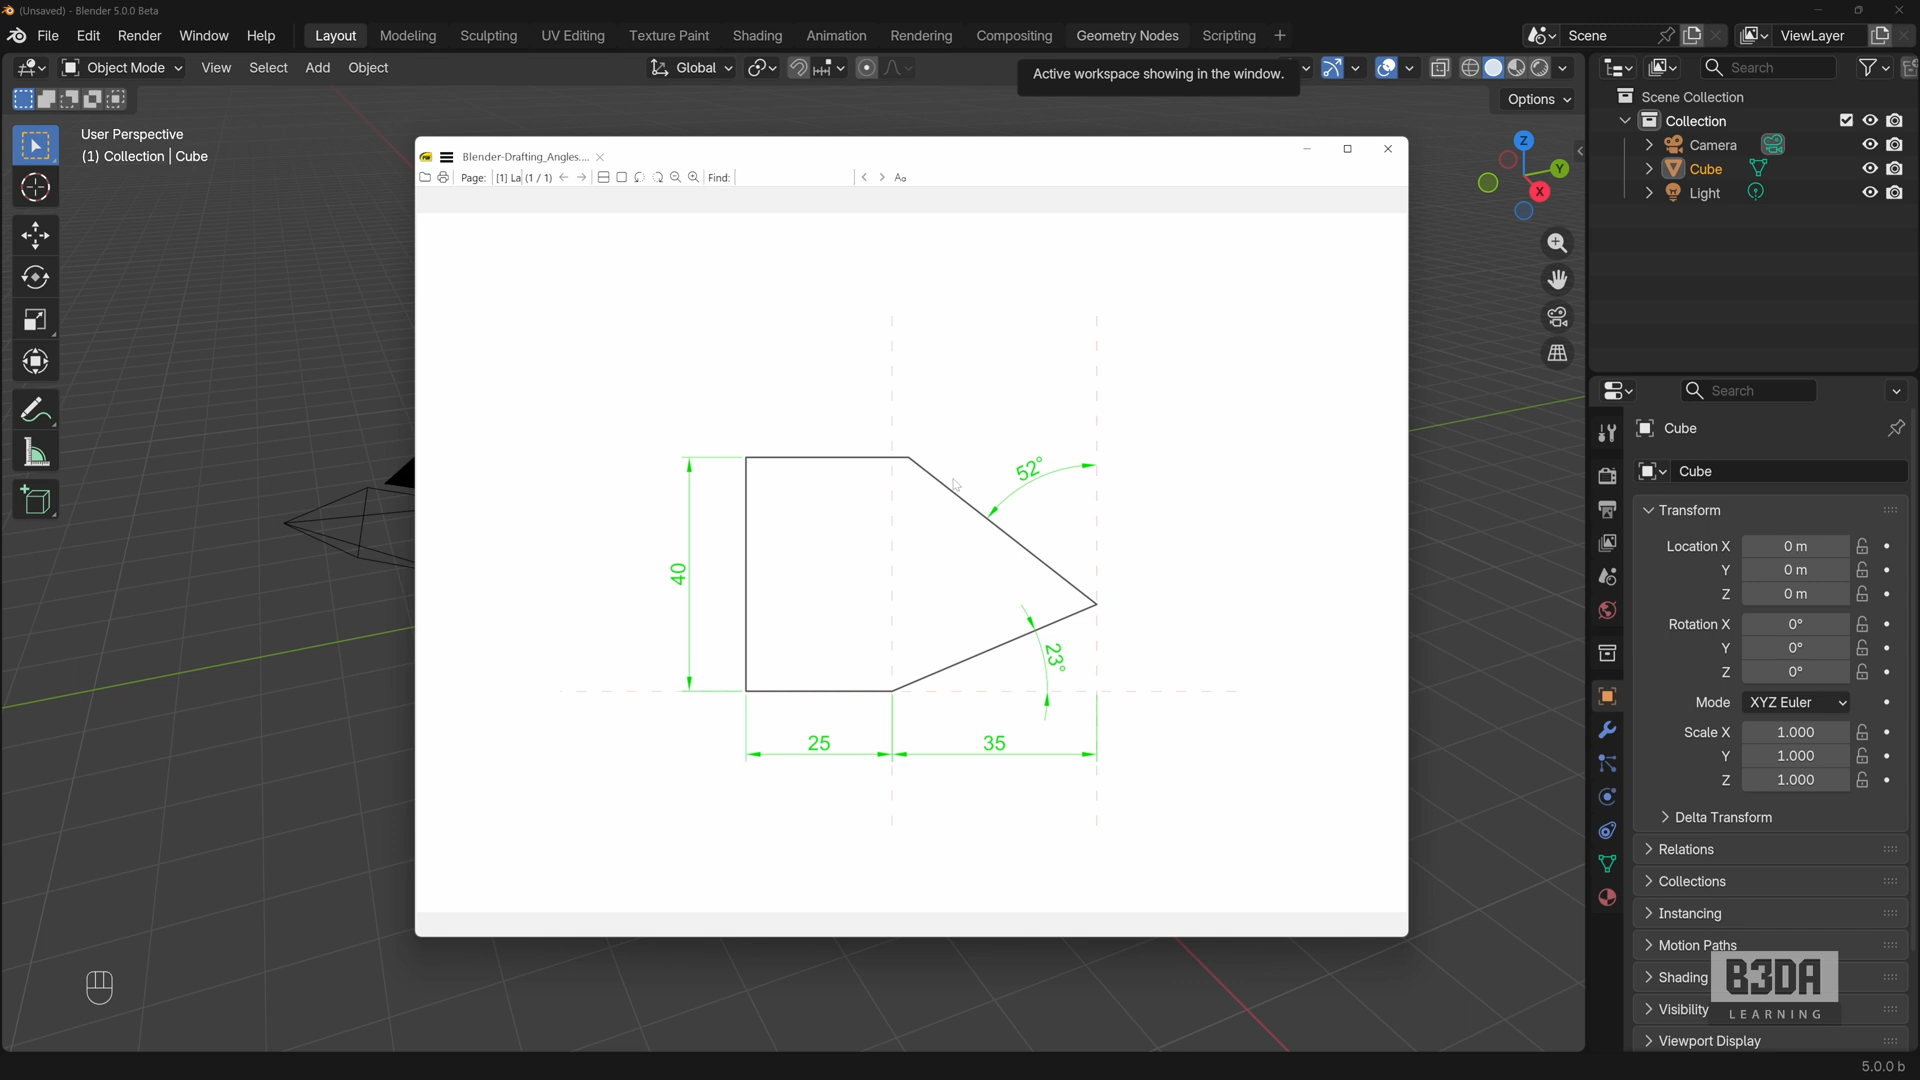 (Unsaved) - Blender 5.0.0 Beta
File Edit Render Window Help Layout Modeling Sculpting UV Editing Texture Paint Shading Animation Rendering Compositing Geometry Nodes Scripting + Scene ViewLayer
Object Mode View Select Add Object Global Search
Active workspace showing in the window.
Options
User Perspective
(1) Collection | Cube
Scene Collection
Collection
Camera
Cube
Light
Z
Y
X
Blender-Drafting_Angles....
Page: [1] La (1 / 1) Find:
52°
40
23°
25 35
Search
Cube
Cube
Transform
Location X 0 m
Y 0 m
Z 0 m
Rotation X 0°
Y 0°
Z 0°
Mode XYZ Euler
Scale X 1.000
Y 1.000
Z 1.000
Delta Transform
Relations
Collections
Instancing
Motion Paths
Shading
Visibility
Viewport Display
B3DA
LEARNING
5.0.0 b